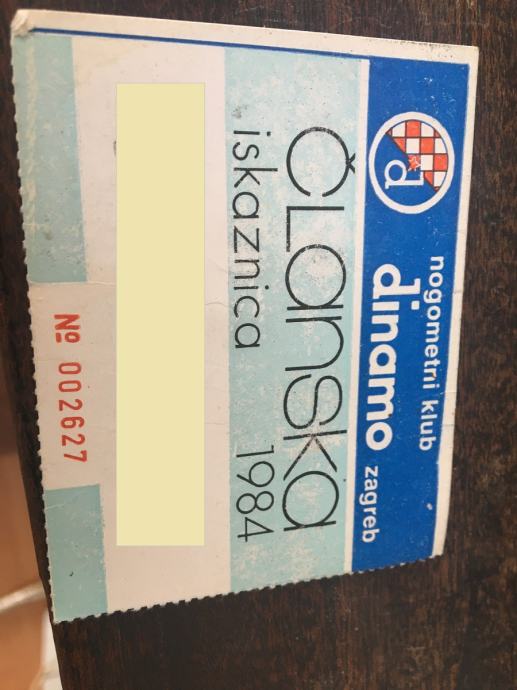 d
nogometni klub
dinamo zagreb
članska
iskaznica 1984
№ 002627